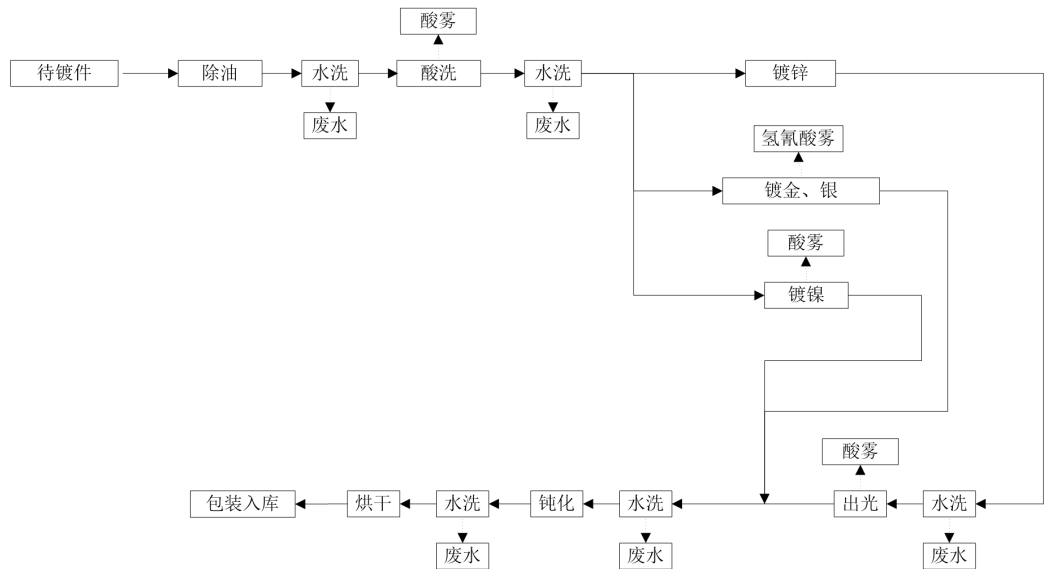 酸雾
待镀件
除油
水洗
酸洗
水洗
镀锌
废水
废水
氢氰酸雾
镀金、银
酸雾
镀镍
酸雾
包装入库
烘干
水洗
钝化
水洗
出光
水洗
废水
废水
废水